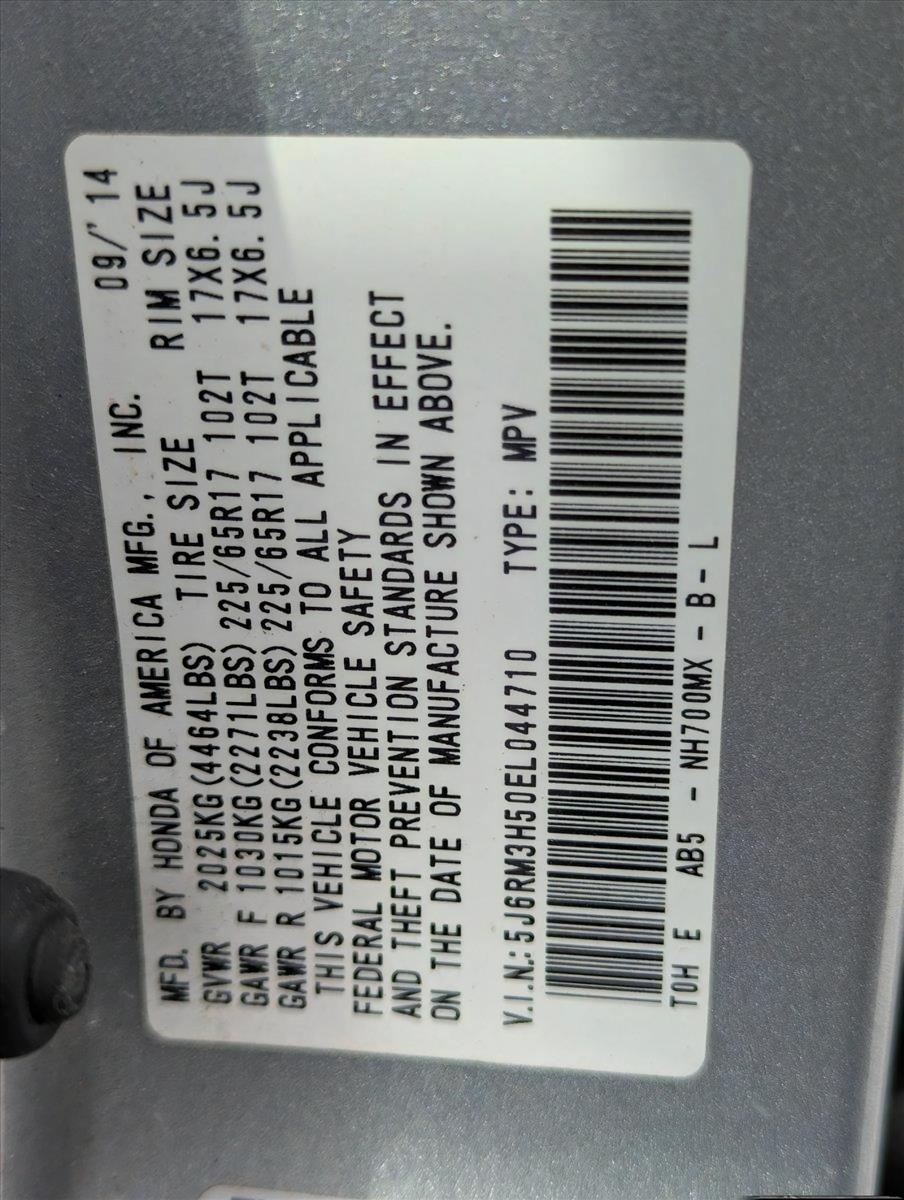 MFD. BY HONDA OF AMERICA MFG., INC. 09/'14
GVWR 2025KG(4464LBS) TIRE SIZE RIM SIZE
GAWR F 1030KG(2271LBS) 225/65R17 102T 17X6.5J
GAWR R 1015KG(2238LBS) 225/65R17 102T 17X6.5J
THIS VEHICLE CONFORMS TO ALL APPLICABLE
FEDERAL MOTOR VEHICLE SAFETY
AND THEFT PREVENTION STANDARDS IN EFFECT
ON THE DATE OF MANUFACTURE SHOWN ABOVE.
V.I.N.:5J6RM3H50EL044710 TYPE: MPV
TOH E AB5 - NH700MX - B - L